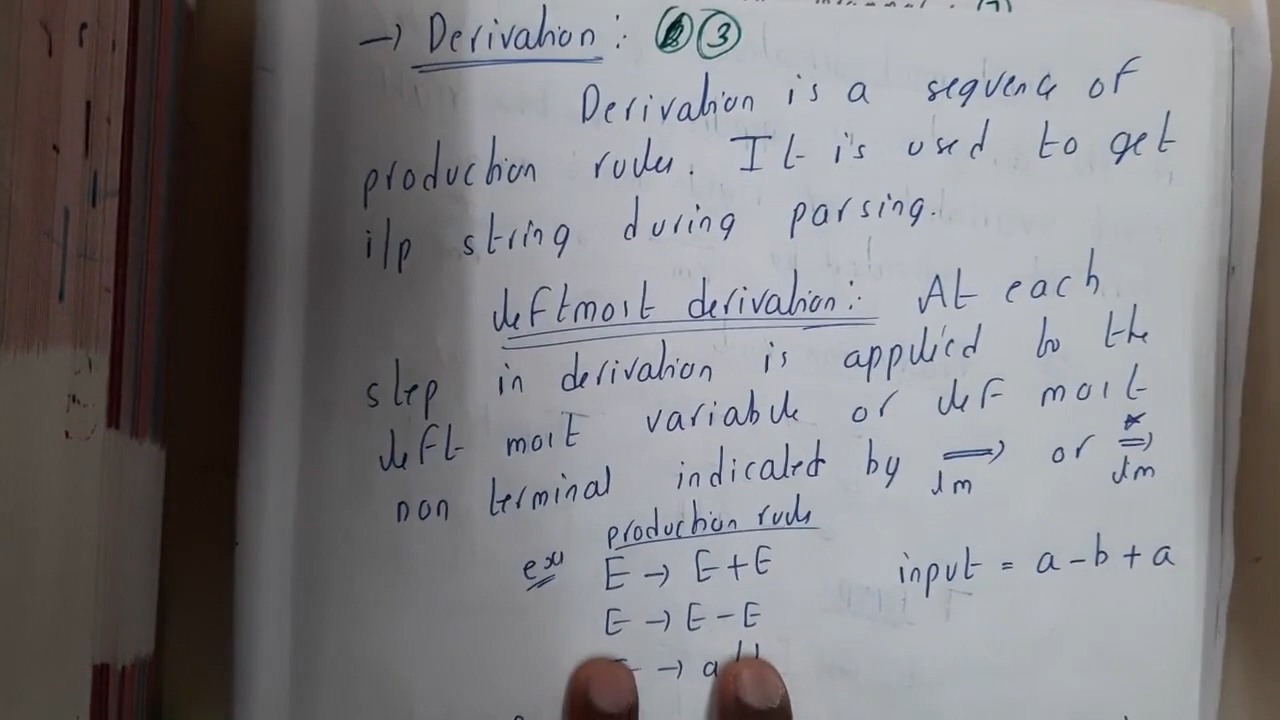 → Derivation: ③
Derivation is a sequence of
production rules. It is used to get
i/p string during parsing.
leftmost derivation: At each
step in derivation is applied to the
left most variable or lef most
non terminal indicated by ⇒ or *⇒
lm lm
production rule
ex E → E+E input = a-b+a
E → E-E
→ a